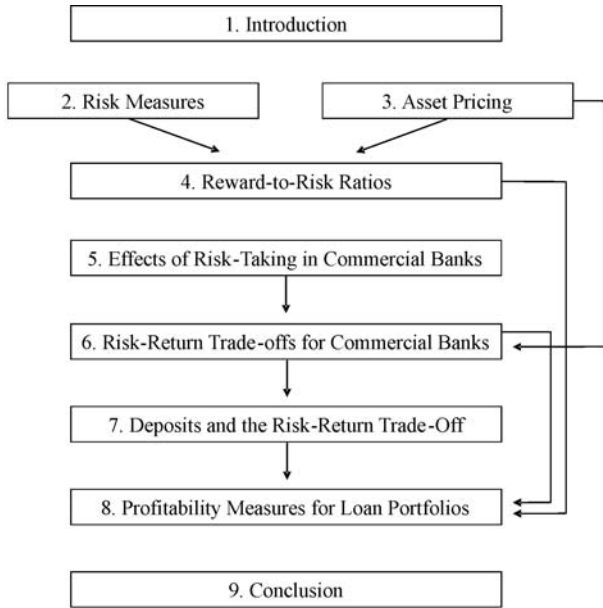 1. Introduction
2. Risk Measures
3. Asset Pricing
4. Reward-to-Risk Ratios
5. Effects of Risk-Taking in Commercial Banks
6. Risk-Return Trade-offs for Commercial Banks
7. Deposits and the Risk-Return Trade-Off
8. Profitability Measures for Loan Portfolios
9. Conclusion